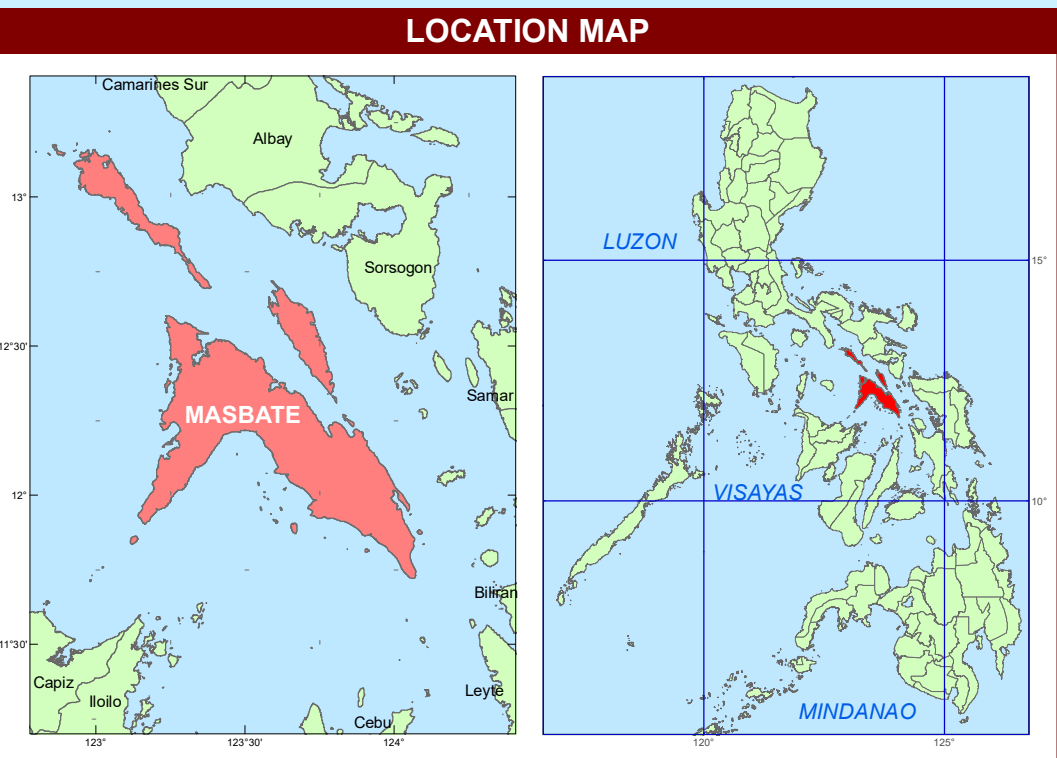 LOCATION MAP
Camarines Sur
Albay
13°
Sorsogon
12°30'
Samar
MASBATE
12°
Biliran
11°30'
Capiz
Iloilo
Leyte
Cebu
123°
123°30'
124°
LUZON
15°
VISAYAS
10°
MINDANAO
120°
125°